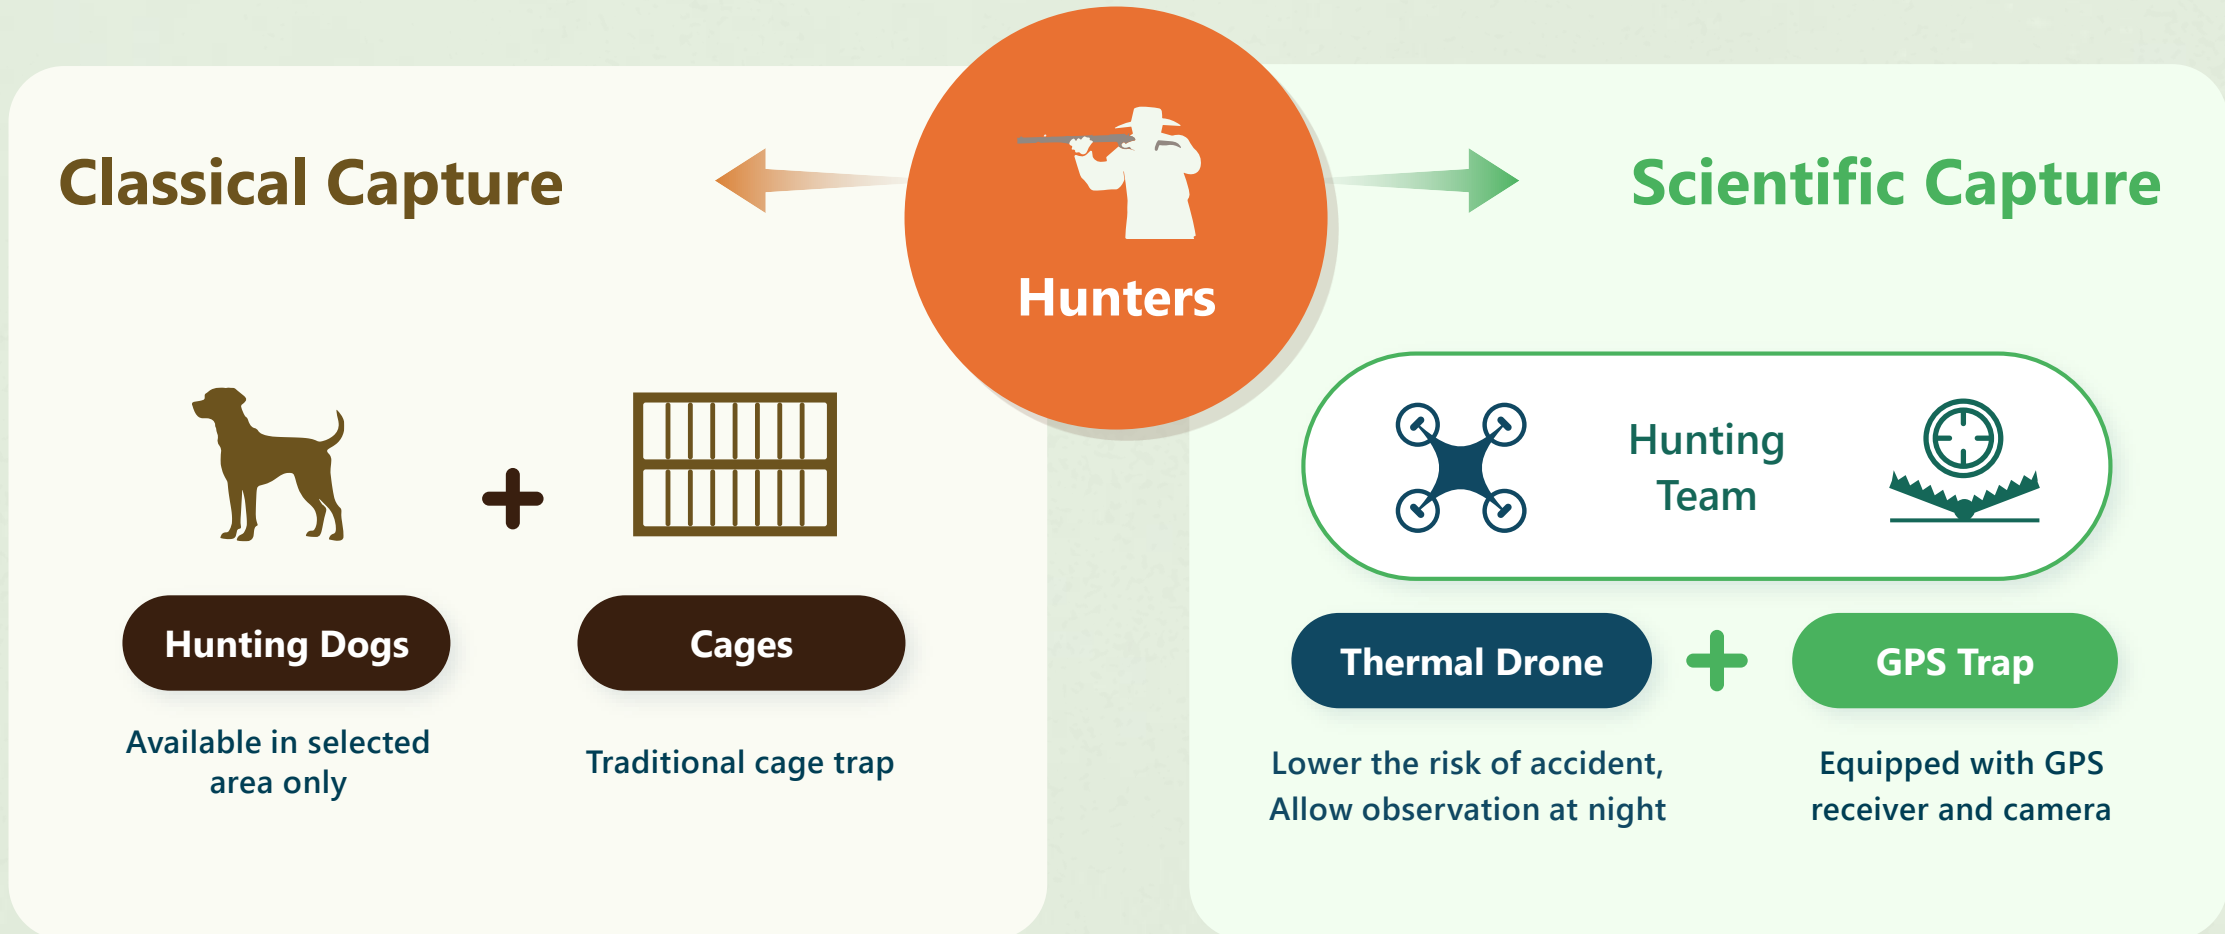 Hunters
Classical Capture
Hunting Dogs
Available in selected
area only
Cages
Traditional cage trap
Scientific Capture
Hunting
Team
Thermal Drone
Lower the risk of accident,
Allow observation at night
GPS Trap
Equipped with GPS
receiver and camera